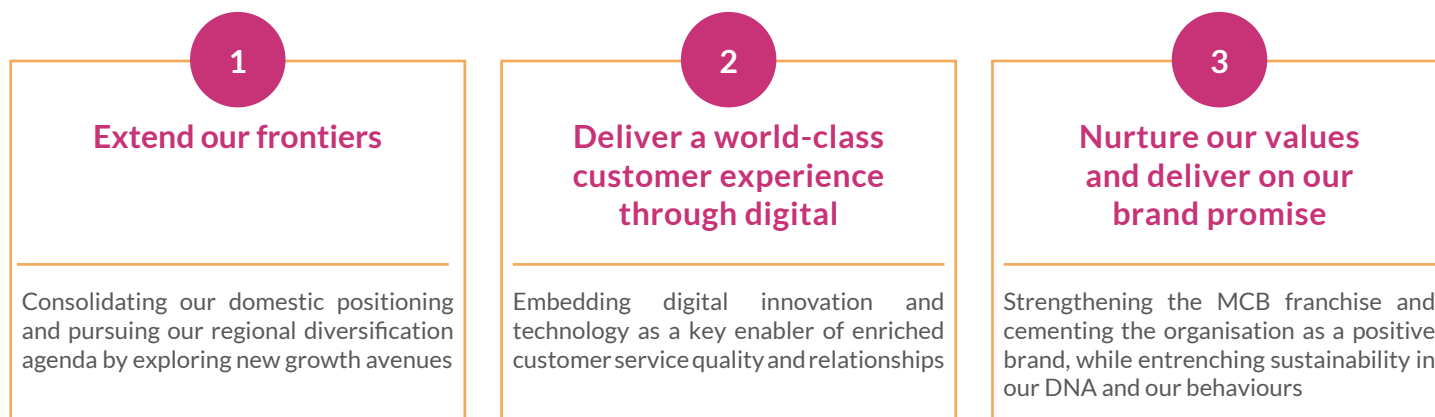 1
Extend our frontiers
Consolidating our domestic positioning
and pursuing our regional diversification
agenda by exploring new growth avenues
2
Deliver a world-class
customer experience
through digital
Embedding digital innovation and
technology as a key enabler of enriched
customer service quality and relationships
3
Nurture our values
and deliver on our
brand promise
Strengthening the MCB franchise and
cementing the organisation as a positive
brand, while entrenching sustainability in
our DNA and our behaviours